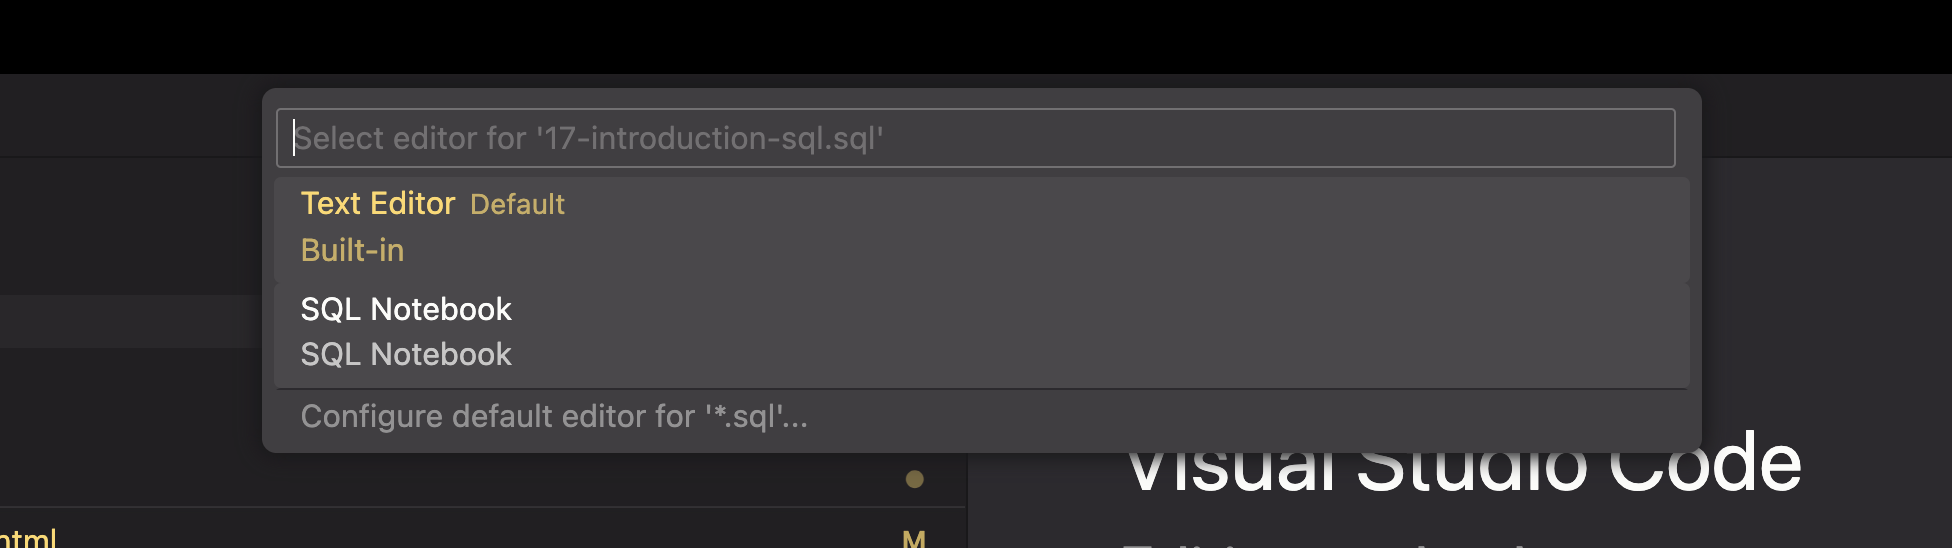 Select editor for '17-introduction-sql.sql'
Text Editor Default
Built-in
SQL Notebook
SQL Notebook
Configure default editor for '*.sql'...
Visual Studio Code
html
M